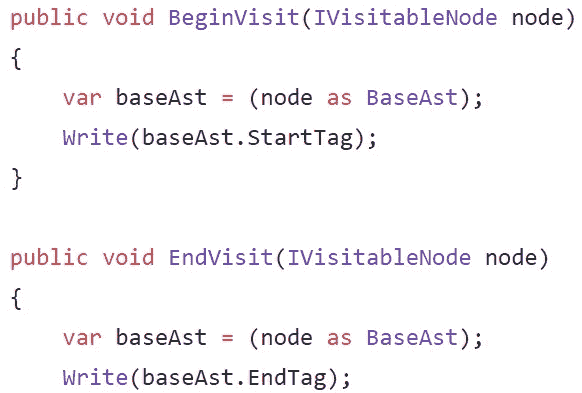 public void BeginVisit(IVisitableNode node)
{
    var baseAst = (node as BaseAst);
    Write(baseAst.StartTag);
}

public void EndVisit(IVisitableNode node)
{
    var baseAst = (node as BaseAst);
    Write(baseAst.EndTag);